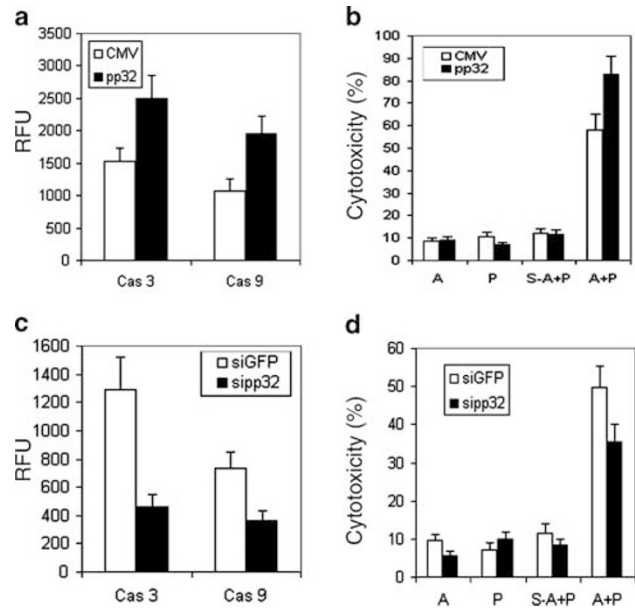 a
RFU
3500
3000
2500
2000
1500
1000
500
0
CMV
pp32
Cas 3 Cas 9
b
Cytotoxicity (%)
100
90
80
70
60
50
40
30
20
10
0
CMV
pp32
A P S-A+P A+P
c
RFU
1600
1400
1200
1000
800
600
400
200
0
siGFP
sipp32
Cas 3 Cas 9
d
Cytotoxicity (%)
60
50
40
30
20
10
0
siGFP
sipp32
A P S-A+P A+P